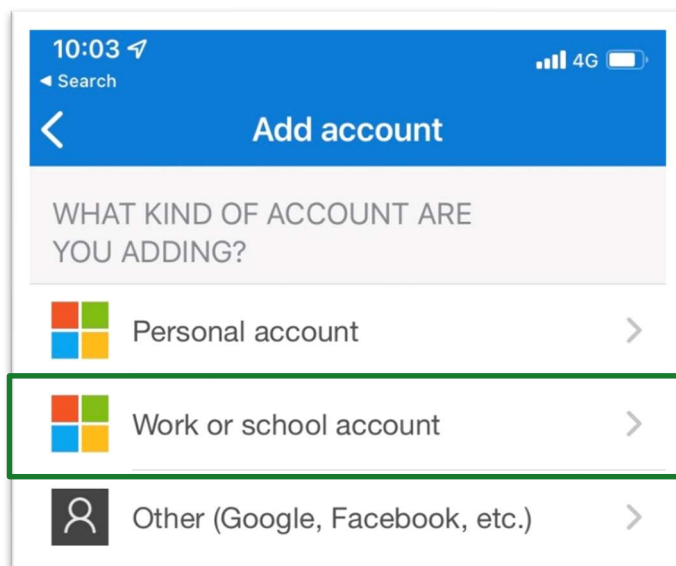 10:03
4G
◄ Search
Add account
WHAT KIND OF ACCOUNT ARE
YOU ADDING?
Personal account
Work or school account
Other (Google, Facebook, etc.)